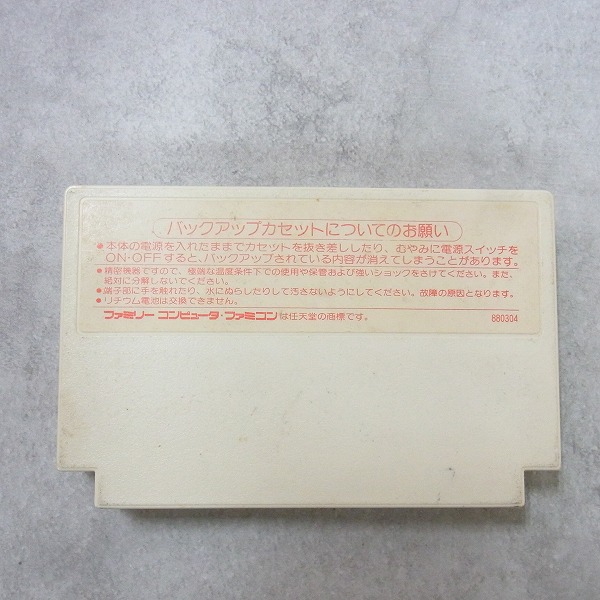 バックアップカセットについてのお願い
●本体の電源を入れたままでカセットを抜き差ししたり、むやみに電源スイッチを
ON・OFFすると、バックアップされている内容が消えてしまうことがあります。
●精密機器ですので、極端な温度条件下での使用や保管および強いショックをさけてください。また、
絶対に分解しないでください。
●端子部に手を触れたり、水にぬらしたりして汚さないようにしてください。故障の原因となります。
●リチウム電池は交換できません。
ファミリー コンピュータ・ファミコンは任天堂の商標です。 880304